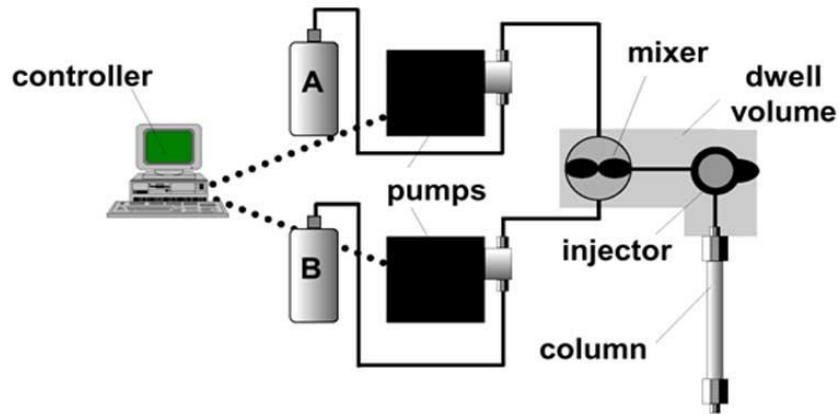 controller
A
mixer
dwell
volume
pumps
B
injector
column